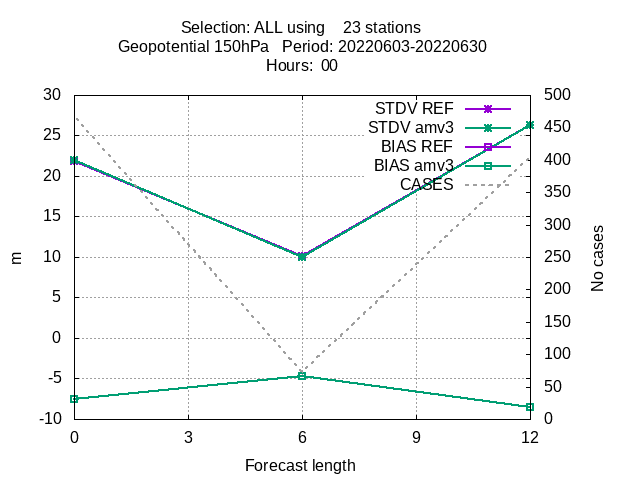 Selection: ALL using    23 stations
Geopotential 150hPa   Period: 20220603-20220630
Hours:  00
30
25
20
15
10
5
0
-5
-10
m
STDV REF
STDV amv3
BIAS REF
BIAS amv3
CASES
500
450
400
350
300
250
200
150
100
50
0
No cases
0 3 6 9 12
Forecast length